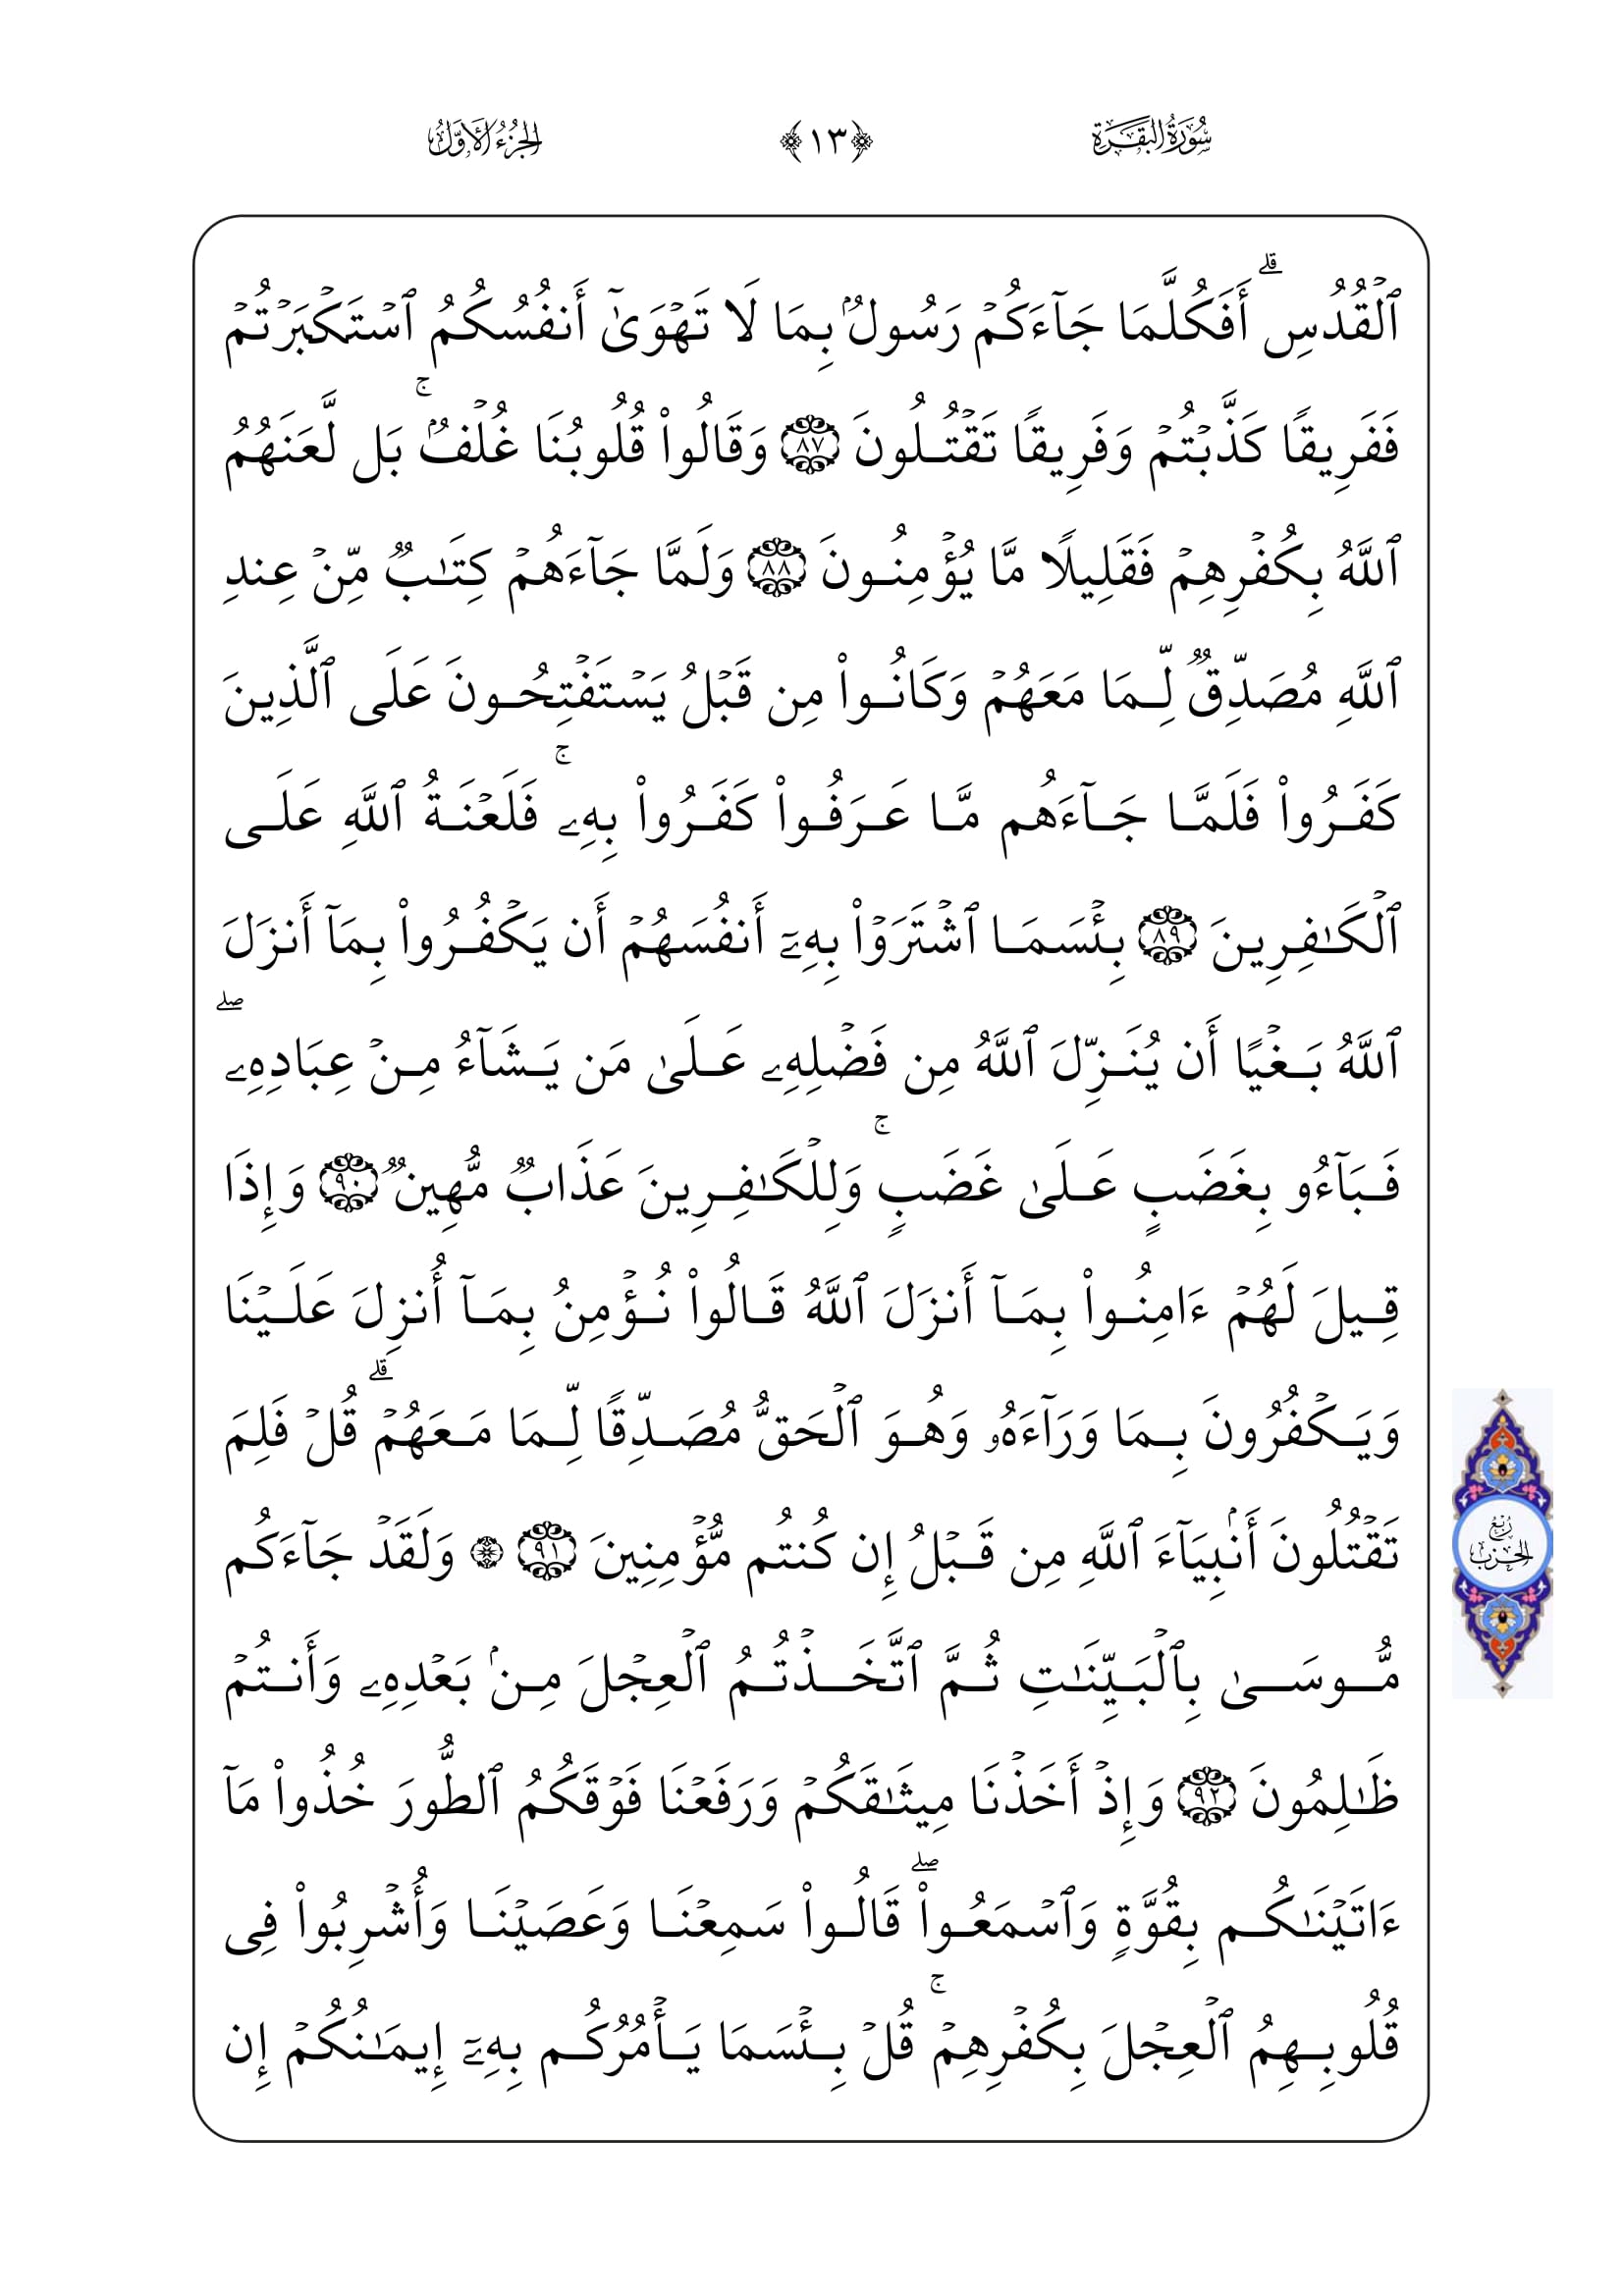 سُورَةُ البَقَرَةِ ﴿١٣﴾ الجُزْءُ الأَوَّلُ
ٱلۡقُدُسِۗ أَفَكُلَّمَا جَآءَكُمۡ رَسُولُۢ بِمَا لَا تَهۡوَىٰٓ أَنفُسُكُمُ ٱسۡتَكۡبَرۡتُمۡ
فَفَرِيقًا كَذَّبۡتُمۡ وَفَرِيقًا تَقۡتُلُونَ ٨٧ وَقَالُواْ قُلُوبُنَا غُلۡفُۢۚ بَل لَّعَنَهُمُ
ٱللَّهُ بِكُفۡرِهِمۡ فَقَلِيلًا مَّا يُؤۡمِنُونَ ٨٨ وَلَمَّا جَآءَهُمۡ كِتَٰبٞ مِّنۡ عِندِ
ٱللَّهِ مُصَدِّقٞ لِّمَا مَعَهُمۡ وَكَانُواْ مِن قَبۡلُ يَسۡتَفۡتِحُونَ عَلَى ٱلَّذِينَ
كَفَرُواْ فَلَمَّا جَآءَهُم مَّا عَرَفُواْ كَفَرُواْ بِهِۦۚ فَلَعۡنَةُ ٱللَّهِ عَلَى
ٱلۡكَٰفِرِينَ ٨٩ بِئۡسَمَا ٱشۡتَرَوۡاْ بِهِۦٓ أَنفُسَهُمۡ أَن يَكۡفُرُواْ بِمَآ أَنزَلَ
ٱللَّهُ بَغۡيًا أَن يُنَزِّلَ ٱللَّهُ مِن فَضۡلِهِۦ عَلَىٰ مَن يَشَآءُ مِنۡ عِبَادِهِۦۖ
فَبَآءُو بِغَضَبٍ عَلَىٰ غَضَبٖۚ وَلِلۡكَٰفِرِينَ عَذَابٞ مُّهِينٞ ٩٠ وَإِذَا
قِيلَ لَهُمۡ ءَامِنُواْ بِمَآ أَنزَلَ ٱللَّهُ قَالُواْ نُؤۡمِنُ بِمَآ أُنزِلَ عَلَيۡنَا
وَيَكۡفُرُونَ بِمَا وَرَآءَهُۥ وَهُوَ ٱلۡحَقُّ مُصَدِّقًا لِّمَا مَعَهُمۡۗ قُلۡ فَلِمَ
تَقۡتُلُونَ أَنۢبِيَآءَ ٱللَّهِ مِن قَبۡلُ إِن كُنتُم مُّؤۡمِنِينَ ٩١ ۞ وَلَقَدۡ جَآءَكُم
رُبْعُ الحِزْبِ
مُّوسَىٰ بِٱلۡبَيِّنَٰتِ ثُمَّ ٱتَّخَذۡتُمُ ٱلۡعِجۡلَ مِنۢ بَعۡدِهِۦ وَأَنتُمۡ
ظَٰلِمُونَ ٩٢ وَإِذۡ أَخَذۡنَا مِيثَٰقَكُمۡ وَرَفَعۡنَا فَوۡقَكُمُ ٱلطُّورَ خُذُواْ مَآ
ءَاتَيۡنَٰكُم بِقُوَّةٖ وَٱسۡمَعُواْۖ قَالُواْ سَمِعۡنَا وَعَصَيۡنَا وَأُشۡرِبُواْ فِي
قُلُوبِهِمُ ٱلۡعِجۡلَ بِكُفۡرِهِمۡۚ قُلۡ بِئۡسَمَا يَأۡمُرُكُم بِهِۦٓ إِيمَٰنُكُمۡ إِن